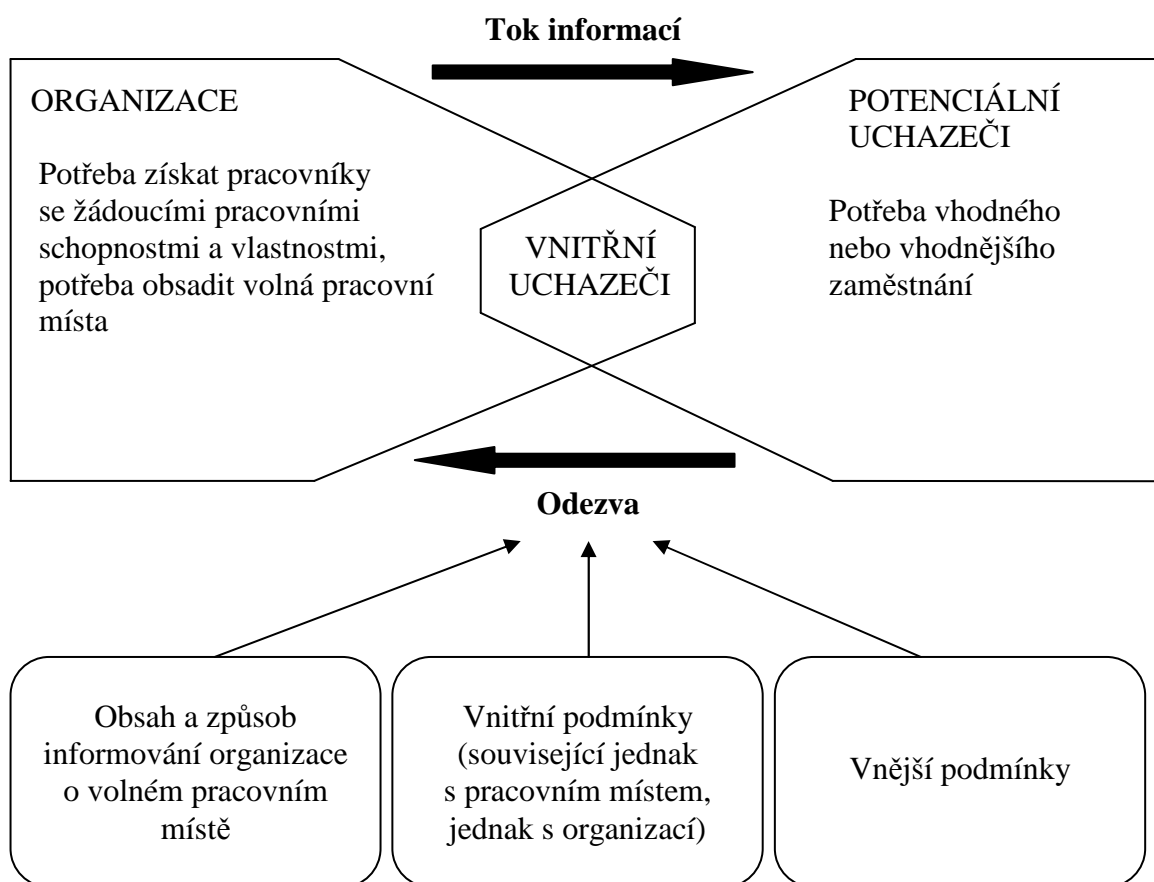 Tok informací
ORGANIZACE
Potřeba získat pracovníky
se žádoucími pracovními
schopnostmi a vlastnostmi,
potřeba obsadit volná pracovní
místa
VNITŘNÍ
UCHAZEČI
POTENCIÁLNÍ
UCHAZEČI
Potřeba vhodného
nebo vhodnějšího
zaměstnání
Odezva
Obsah a způsob
informování organizace
o volném pracovním
místě
Vnitřní podmínky
(související jednak
s pracovním místem,
jednak s organizací)
Vnější podmínky